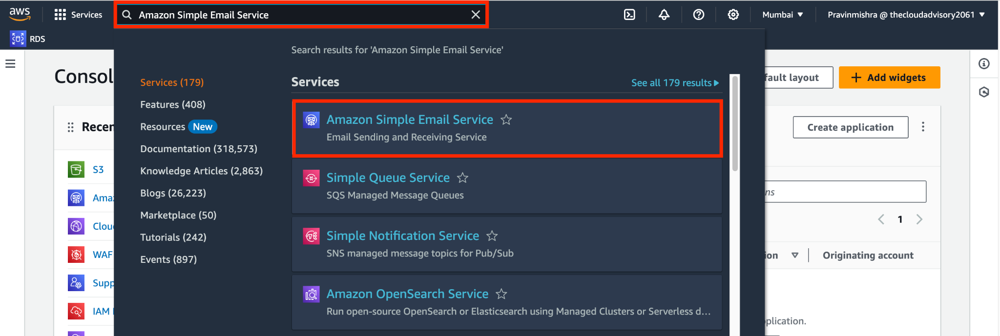 aws
Services
Amazon Simple Email Service
Mumbai
Pravinmishra @ thecloudadvisory2061
RDS
Search results for 'Amazon Simple Email Service'
Consol
Services (179)
Features (408)
Resources New
Documentation (318,573)
Knowledge Articles (2,863)
Blogs (26,223)
Marketplace (50)
Tutorials (242)
Events (897)
Services
See all 179 results
Amazon Simple Email Service
Email Sending and Receiving Service
Simple Queue Service
SQS Managed Message Queues
Simple Notification Service
SNS managed message topics for Pub/Sub
Amazon OpenSearch Service
Run open-source OpenSearch or Elasticsearch using Managed Clusters or Serverless d...
fault layout
+ Add widgets
Recen
S3
Amaz
Clou
WAF
Supp
IAM
Create application
ns
1
ion
Originating account
plication.